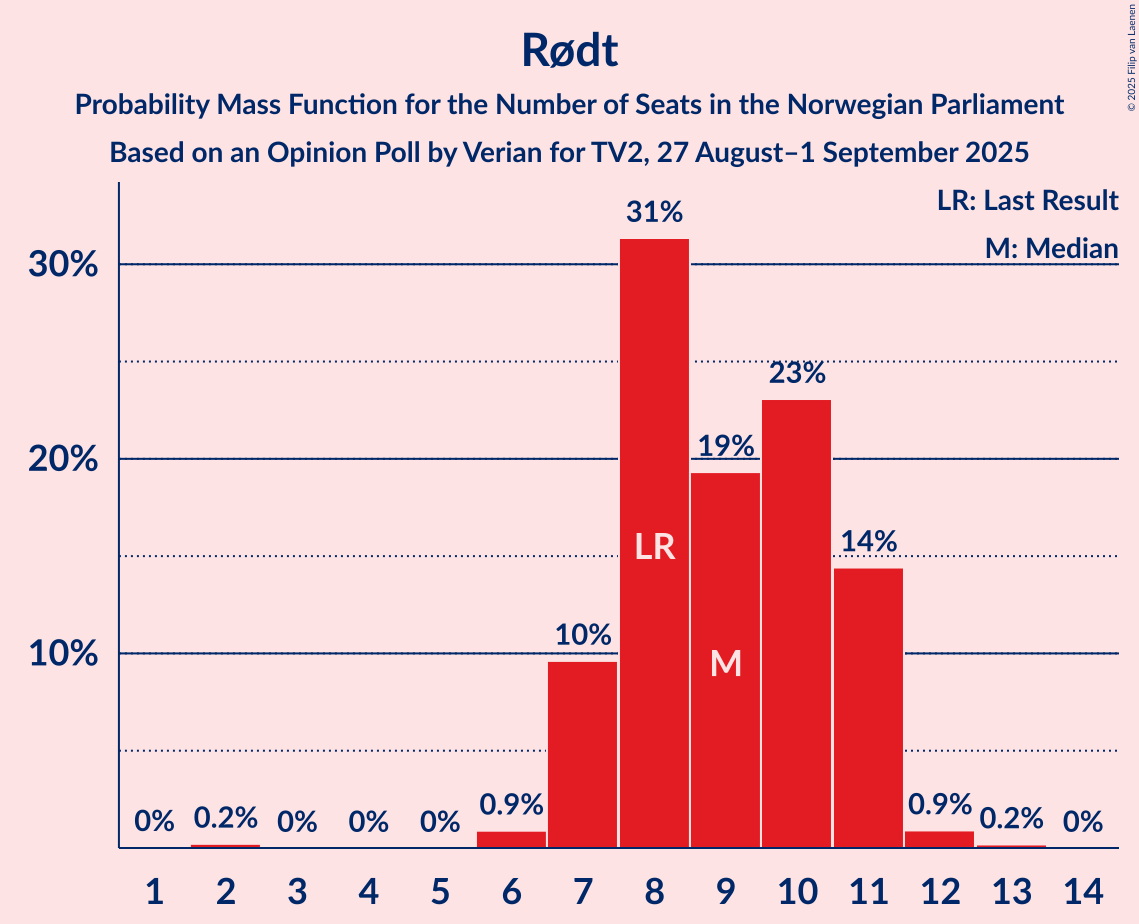 Rødt
Probability Mass Function for the Number of Seats in the Norwegian Parliament
Based on an Opinion Poll by Verian for TV2, 27 August–1 September 2025
© 2025 Filip van Laenen
LR: Last Result
M: Median
30%
20%
10%
0%
0.2%
0%
0%
0%
0.9%
10%
31%
19%
23%
14%
0.9%
0.2%
0%
LR
M
1 2 3 4 5 6 7 8 9 10 11 12 13 14